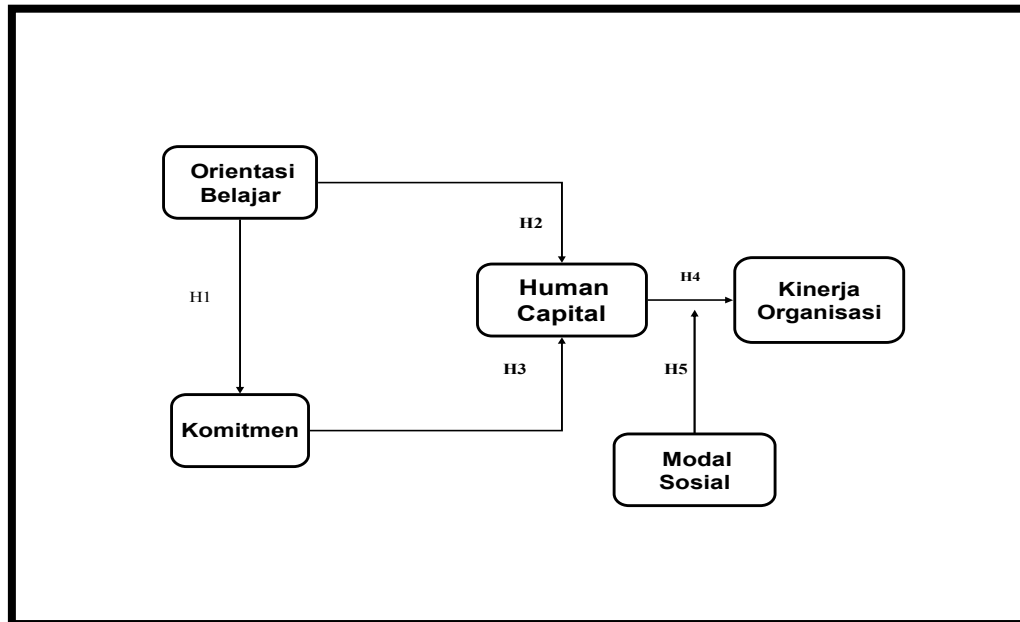 Orientasi
Belajar
H2
H1
Human
Capital
H4
Kinerja
Organisasi
H3
H5
Komitmen
Modal
Sosial